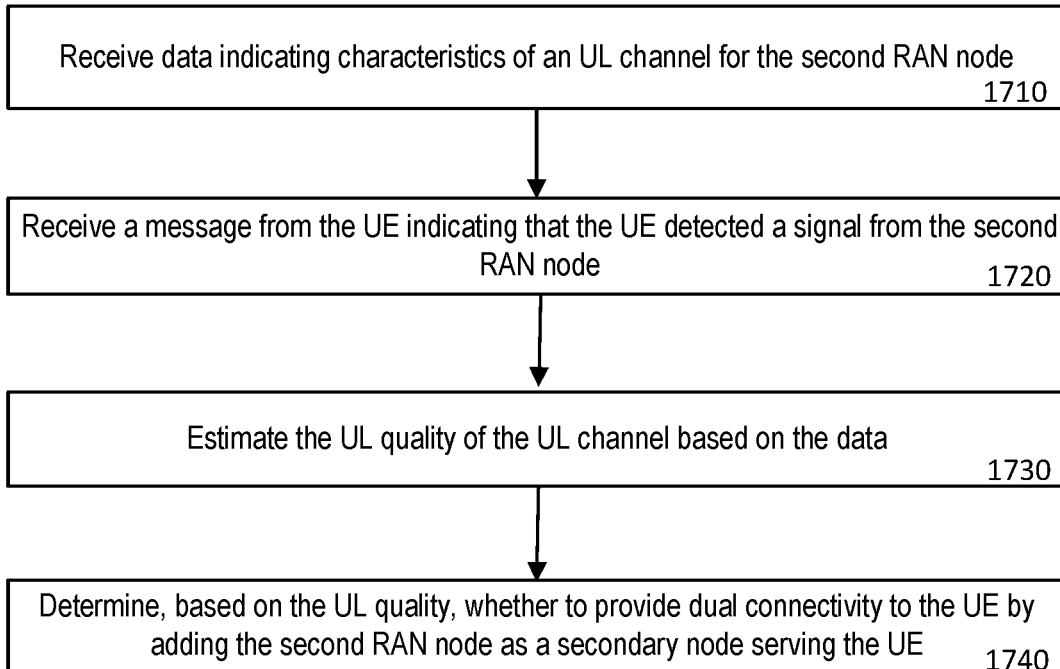 Receive data indicating characteristics of an UL channel for the second RAN node
1710
Receive a message from the UE indicating that the UE detected a signal from the second
RAN node
1720
Estimate the UL quality of the UL channel based on the data
1730
Determine, based on the UL quality, whether to provide dual connectivity to the UE by
adding the second RAN node as a secondary node serving the UE
1740